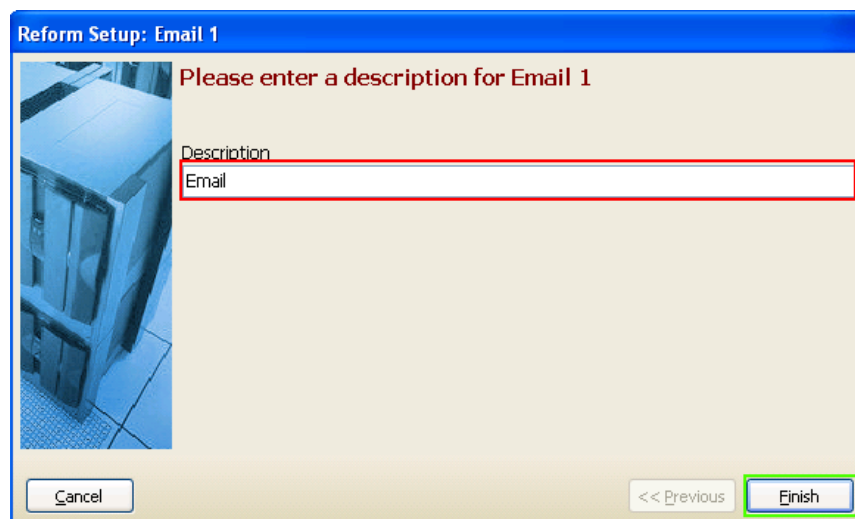 Reform Setup: Email 1
Please enter a description for Email 1
Description
Email
Cancel
<< Previous
Finish